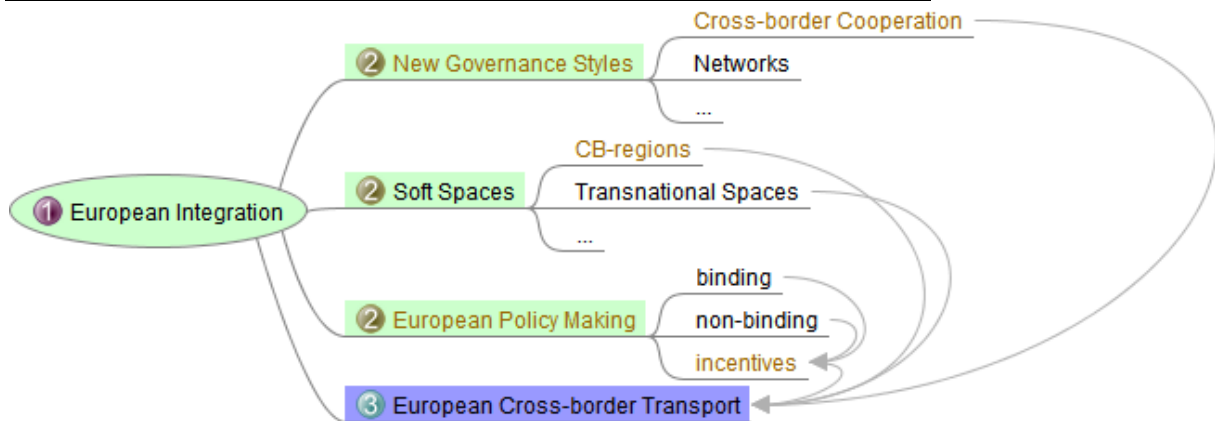 Cross-border Cooperation
2 New Governance Styles
Networks
...
CB-regions
2 Soft Spaces
Transnational Spaces
1 European Integration
...
binding
2 European Policy Making
non-binding
incentives
3 European Cross-border Transport